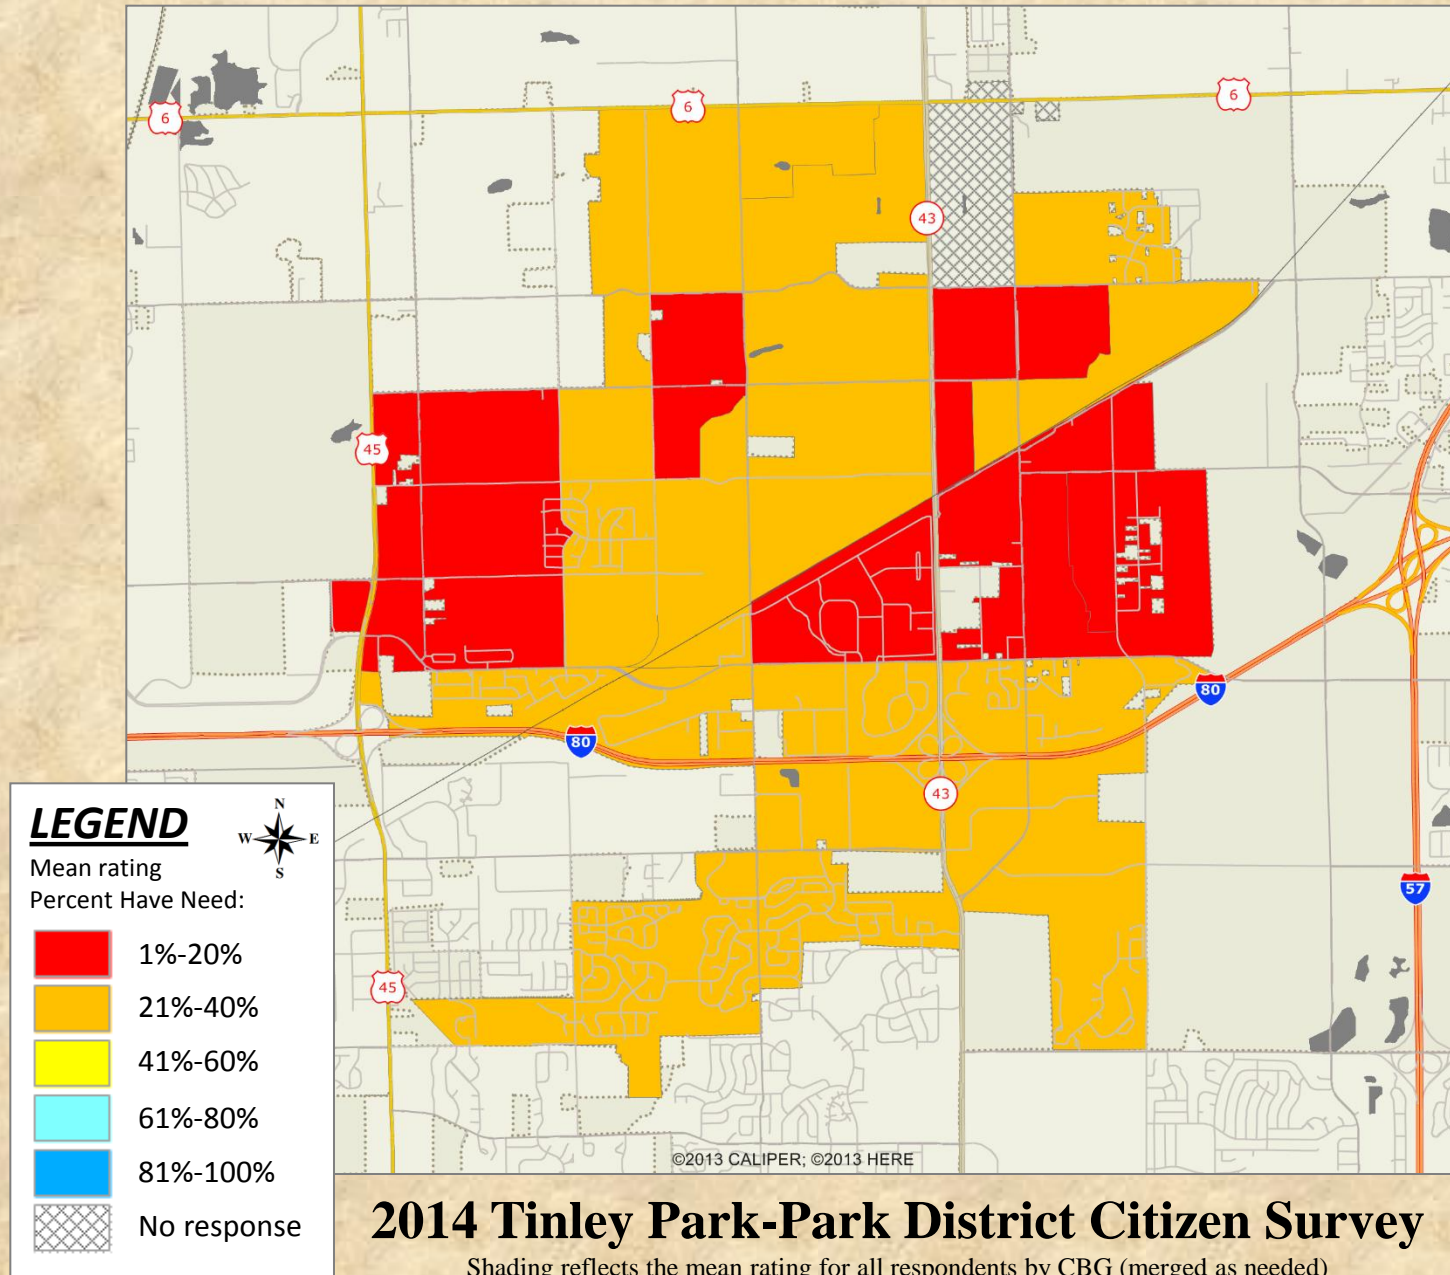 6
6
6
43
45
80
80
43
57
45
LEGEND
N
W E
S
Mean rating
Percent Have Need:
1%-20%
21%-40%
41%-60%
61%-80%
81%-100%
No response
©2013 CALIPER; ©2013 HERE
2014 Tinley Park-Park District Citizen Survey
Shading reflects the mean rating for all respondents by CBG (merged as needed)